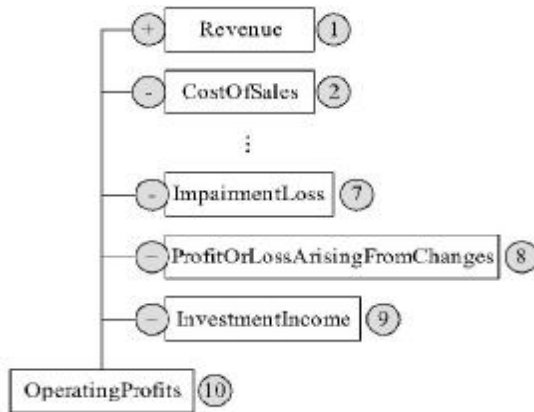 + Revenue 1
- CostOfSales 2
⋮
- ImpairmentLoss 7
− ProfitOrLossArisingFromChanges 8
− InvestmentIncome 9
OperatingProfits 10